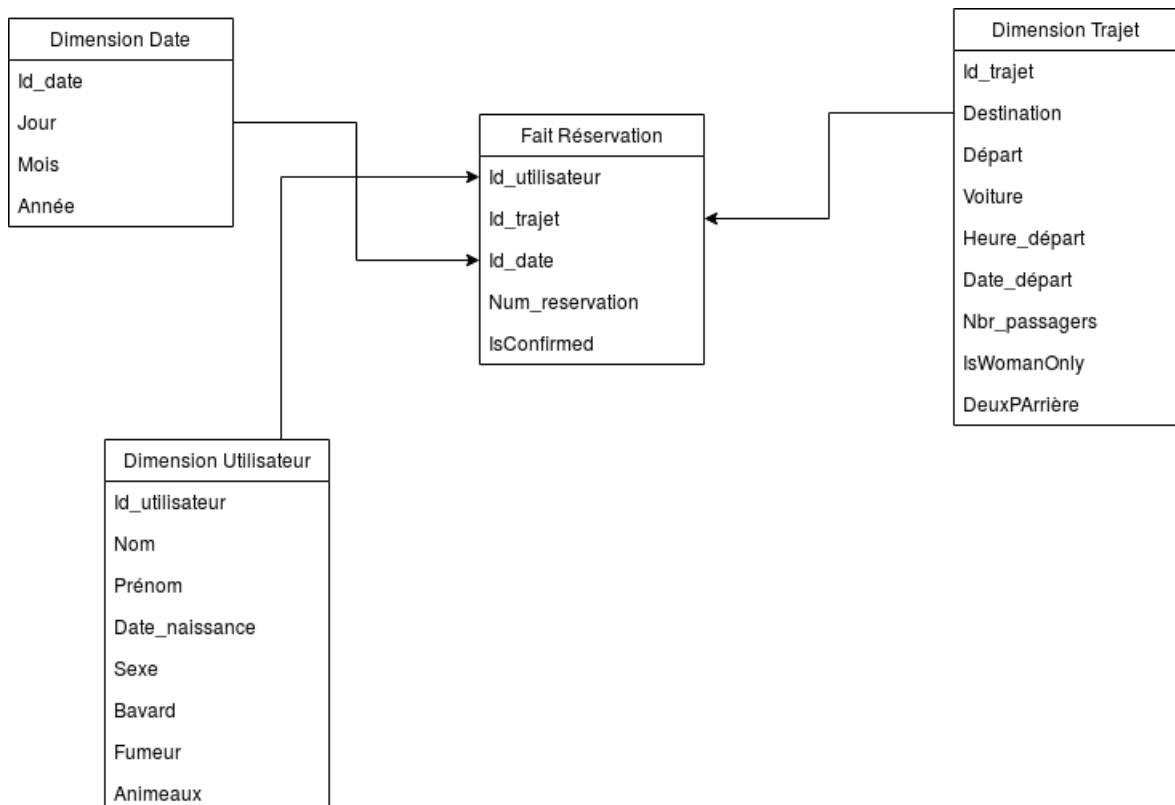 Dimension Date
Id_date
Jour
Mois
Année
Fait Réservation
Id_utilisateur
Id_trajet
Id_date
Num_reservation
IsConfirmed
Dimension Trajet
Id_trajet
Destination
Départ
Voiture
Heure_départ
Date_départ
Nbr_passagers
IsWomanOnly
DeuxPArrière
Dimension Utilisateur
Id_utilisateur
Nom
Prénom
Date_naissance
Sexe
Bavard
Fumeur
Animeaux